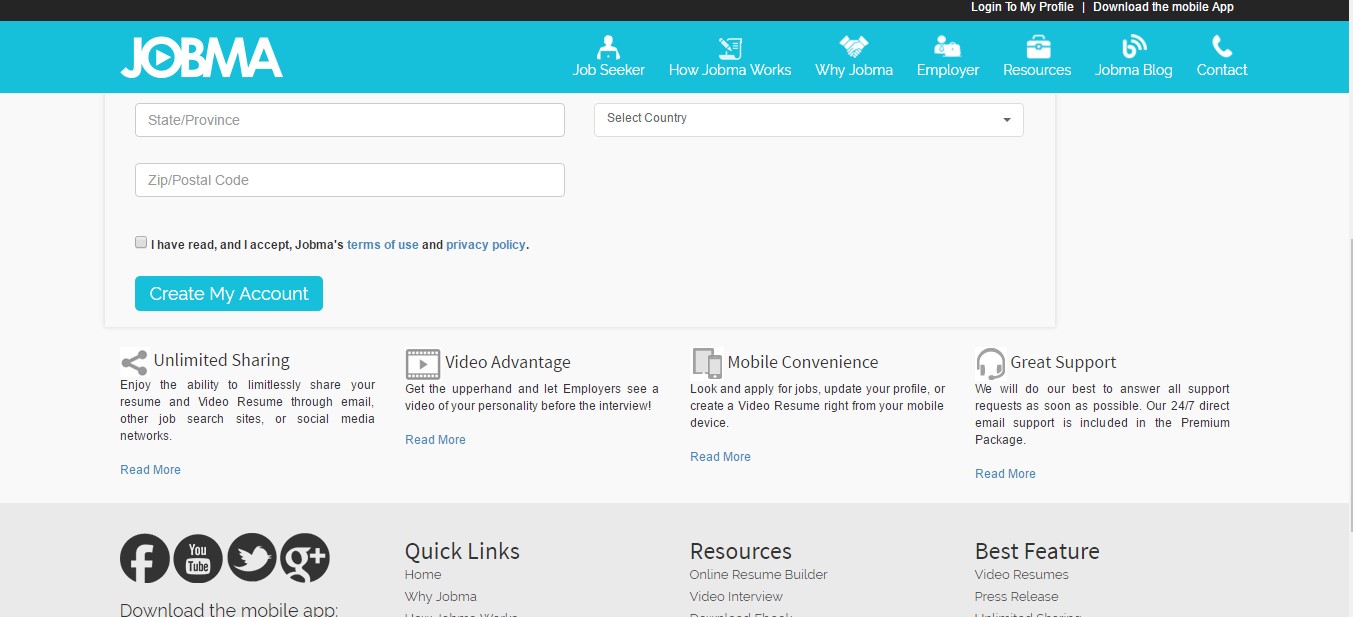 Login To My Profile | Download the mobile App
JOBMA
Job Seeker How Jobma Works Why Jobma Employer Resources Jobma Blog Contact
State/Province Select Country
Zip/Postal Code
I have read, and I accept, Jobma's terms of use and privacy policy.
Create My Account
Unlimited Sharing
Enjoy the ability to limitlessly share your
resume and Video Resume through email,
other job search sites, or social media
networks.
Read More
Video Advantage
Get the upperhand and let Employers see a
video of your personality before the interview!
Read More
Mobile Convenience
Look and apply for jobs, update your profile, or
create a Video Resume right from your mobile
device.
Read More
Great Support
We will do our best to answer all support
requests as soon as possible. Our 24/7 direct
email support is included in the Premium
Package.
Read More
You
Tube
g+
Download the mobile app:
Quick Links
Home
Why Jobma
How Jobma Works
Resources
Online Resume Builder
Video Interview
Download Ebook
Best Feature
Video Resumes
Press Release
Unlimited Sharing